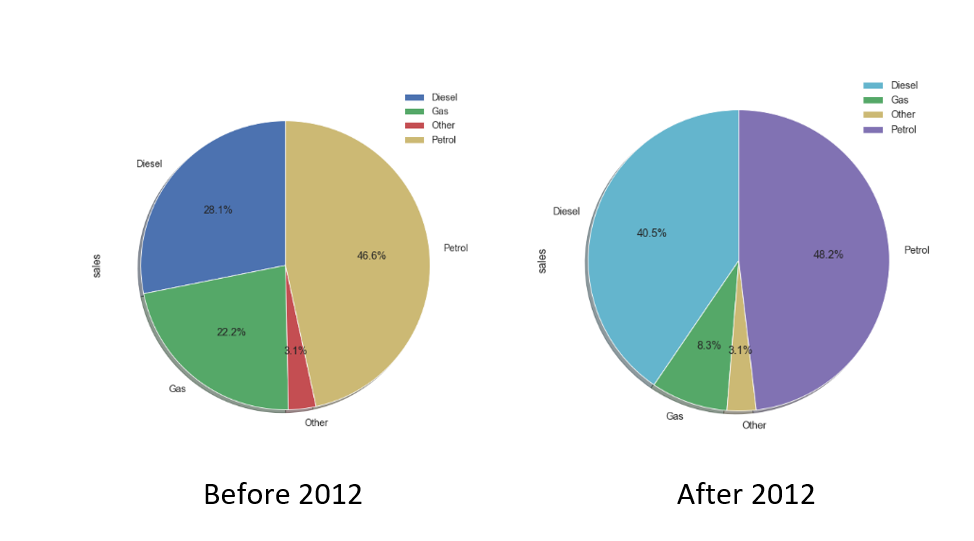 Diesel
Gas
Other
Petrol
Diesel
28.1%
46.6%
Petrol
sales
22.2%
3.1%
Gas
Other
Before 2012
Diesel
Gas
Other
Petrol
Diesel
40.5%
48.2%
Petrol
sales
8.3%
3.1%
Gas
Other
After 2012